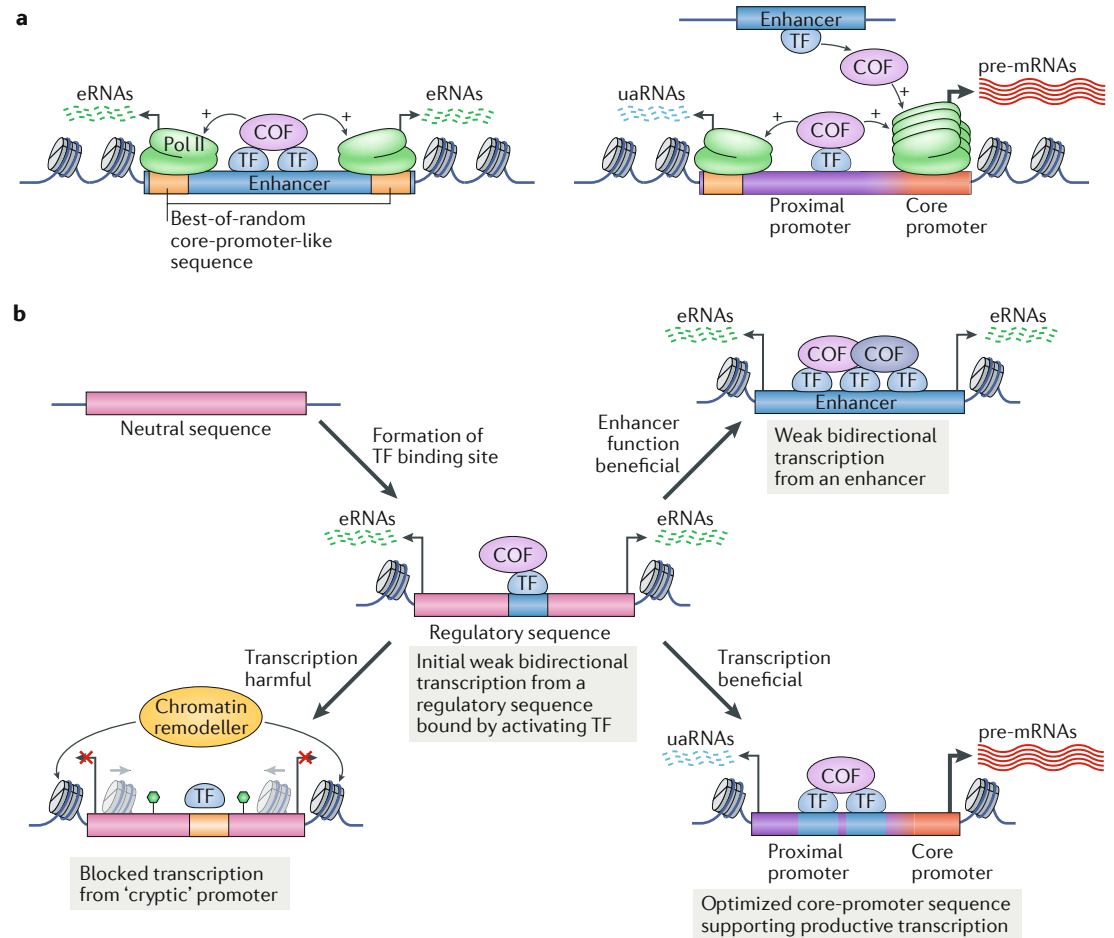 a
Enhancer
TF
COF
pre-mRNAs
eRNAs
eRNAs
uaRNAs
+
+
+
+
+
COF
COF
Pol II
TF
TF
TF
Enhancer
Best-of-random
core-promoter-like
sequence
Proximal
promoter
Core
promoter
b
Neutral sequence
Formation of
TF binding site
Enhancer
function
beneficial
eRNAs
eRNAs
COF
COF
TF
TF
TF
Enhancer
Weak bidirectional
transcription
from an enhancer
eRNAs
eRNAs
COF
TF
Regulatory sequence
Initial weak bidirectional
transcription from a
regulatory sequence
bound by activating TF
Transcription
harmful
Transcription
beneficial
Chromatin
remodeller
TF
Blocked transcription
from ‘cryptic’ promoter
uaRNAs
pre-mRNAs
COF
TF
TF
Proximal
promoter
Core
promoter
Optimized core-promoter sequence
supporting productive transcription